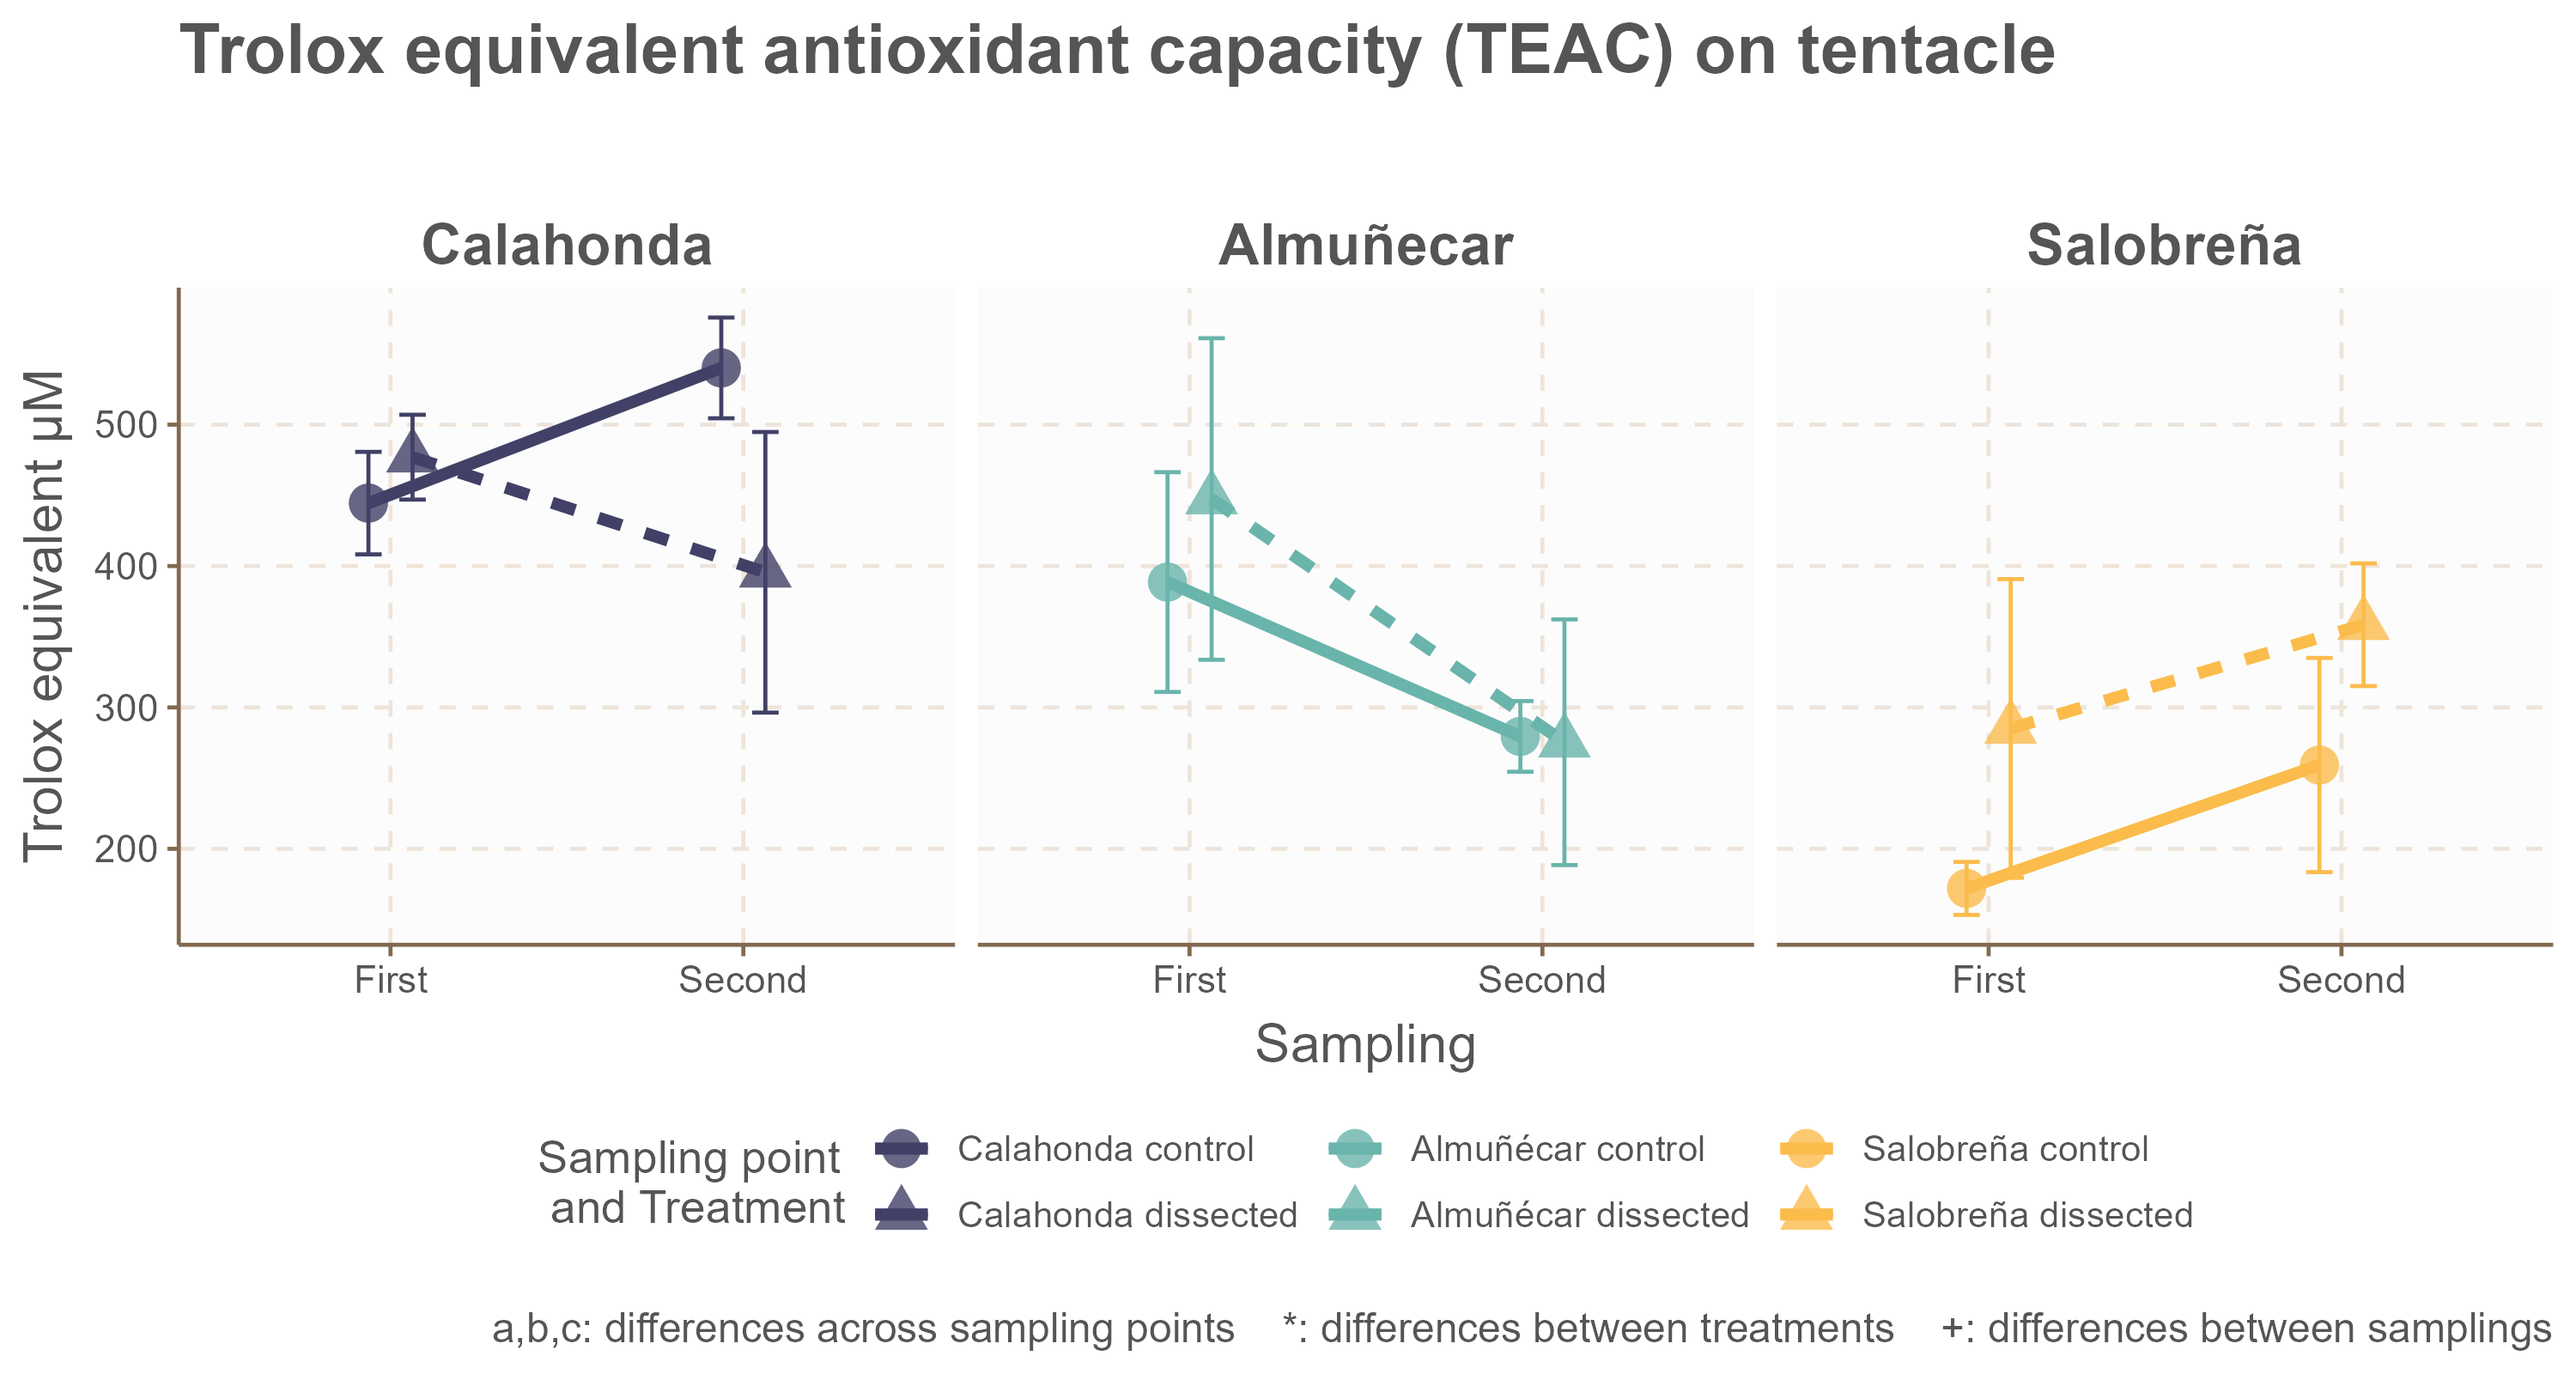 Trolox equivalent antioxidant capacity (TEAC) on tentacle
Calahonda
Almuñecar
Salobreña
Trolox equivalent µM
500
400
300
200
First
Second
First
Second
First
Second
Sampling
Sampling point
and Treatment
Calahonda control
Almuñécar control
Salobreña control
Calahonda dissected
Almuñécar dissected
Salobreña dissected
a,b,c: differences across sampling points    *: differences between treatments    +: differences between samplings